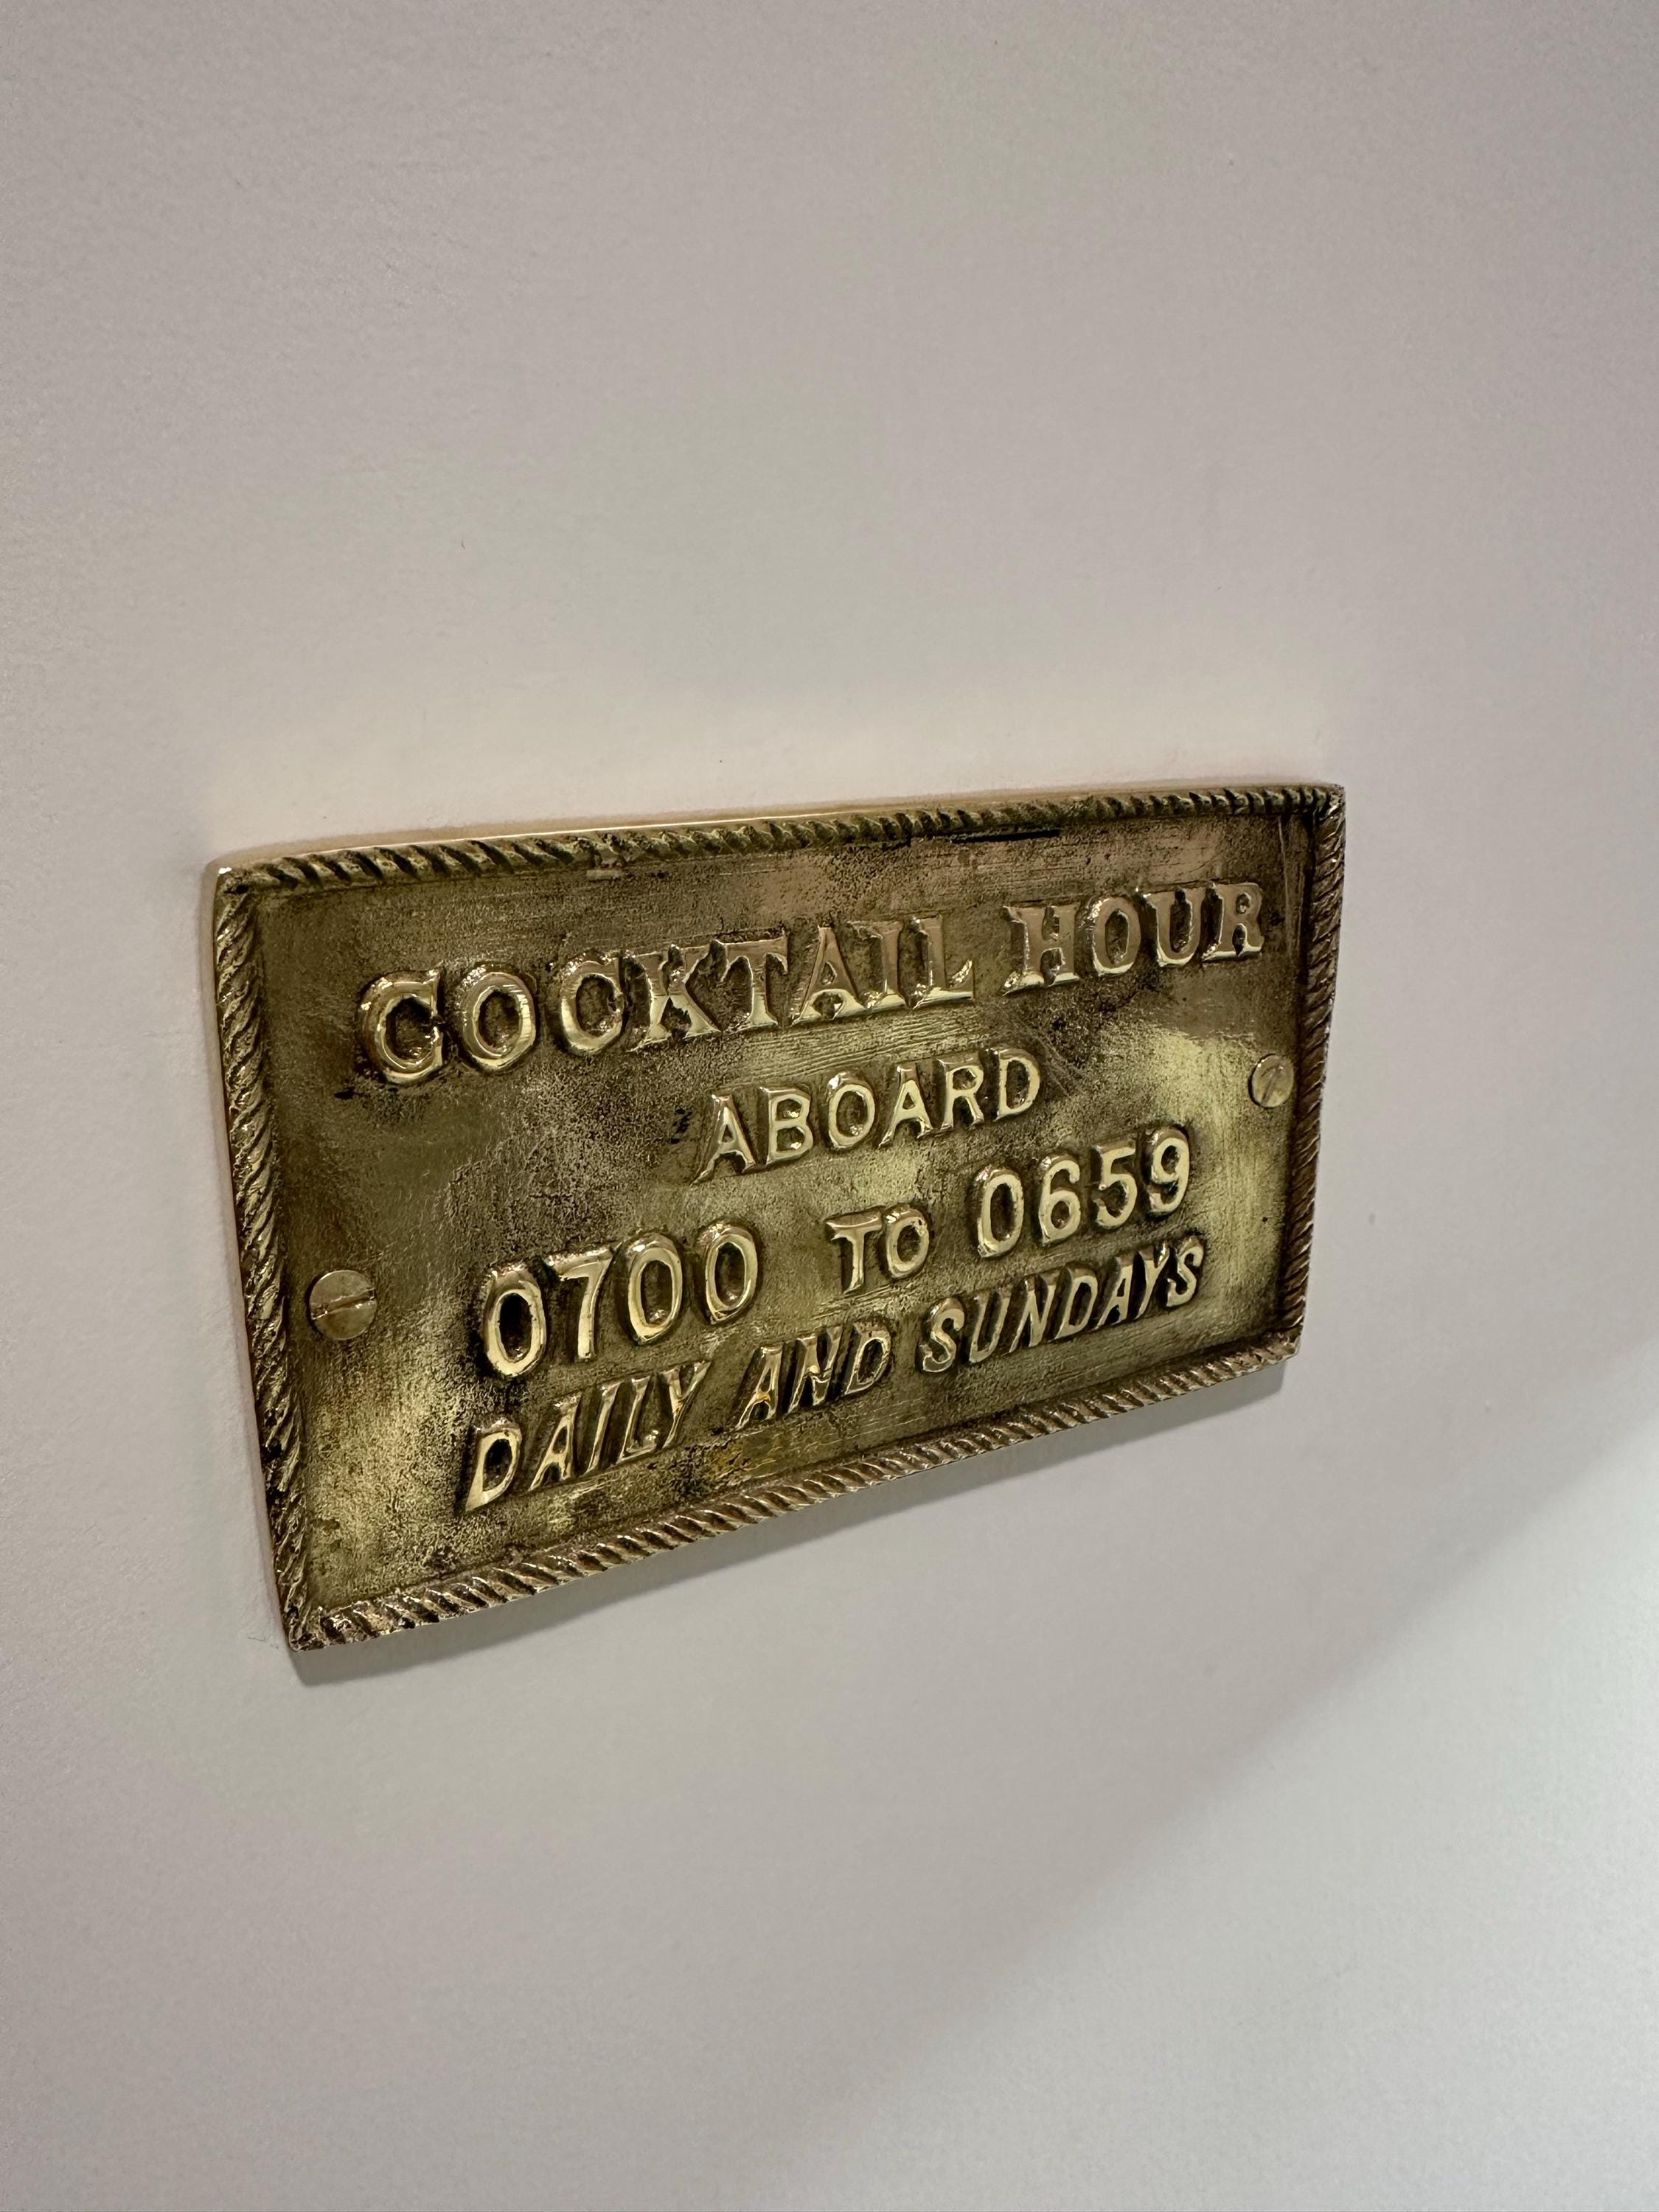 COCKTAIL HOUR
ABOARD
0700 TO 0659
DAILY AND SUNDAYS